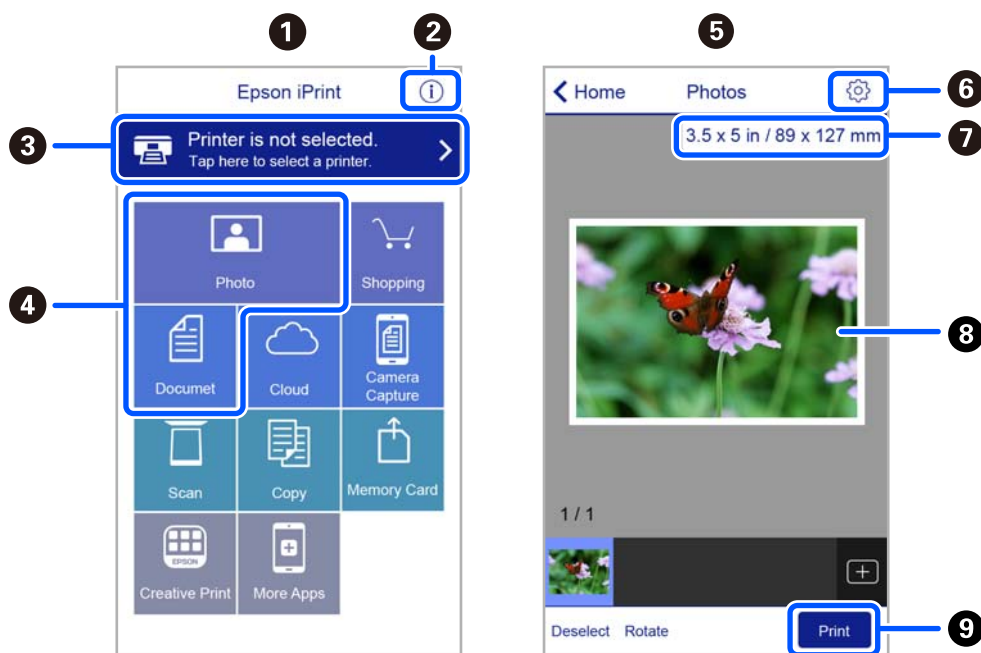 1
2
5
Epson iPrint
i
Home
Photos
6
3
Printer is not selected.
Tap here to select a printer.
3.5 x 5 in / 89 x 127 mm
7
4
Photo
Shopping
8
Documet
Cloud
Camera
Capture
Scan
Copy
Memory Card
1 / 1
EPSON
Creative Print
More Apps
Deselect
Rotate
Print
9